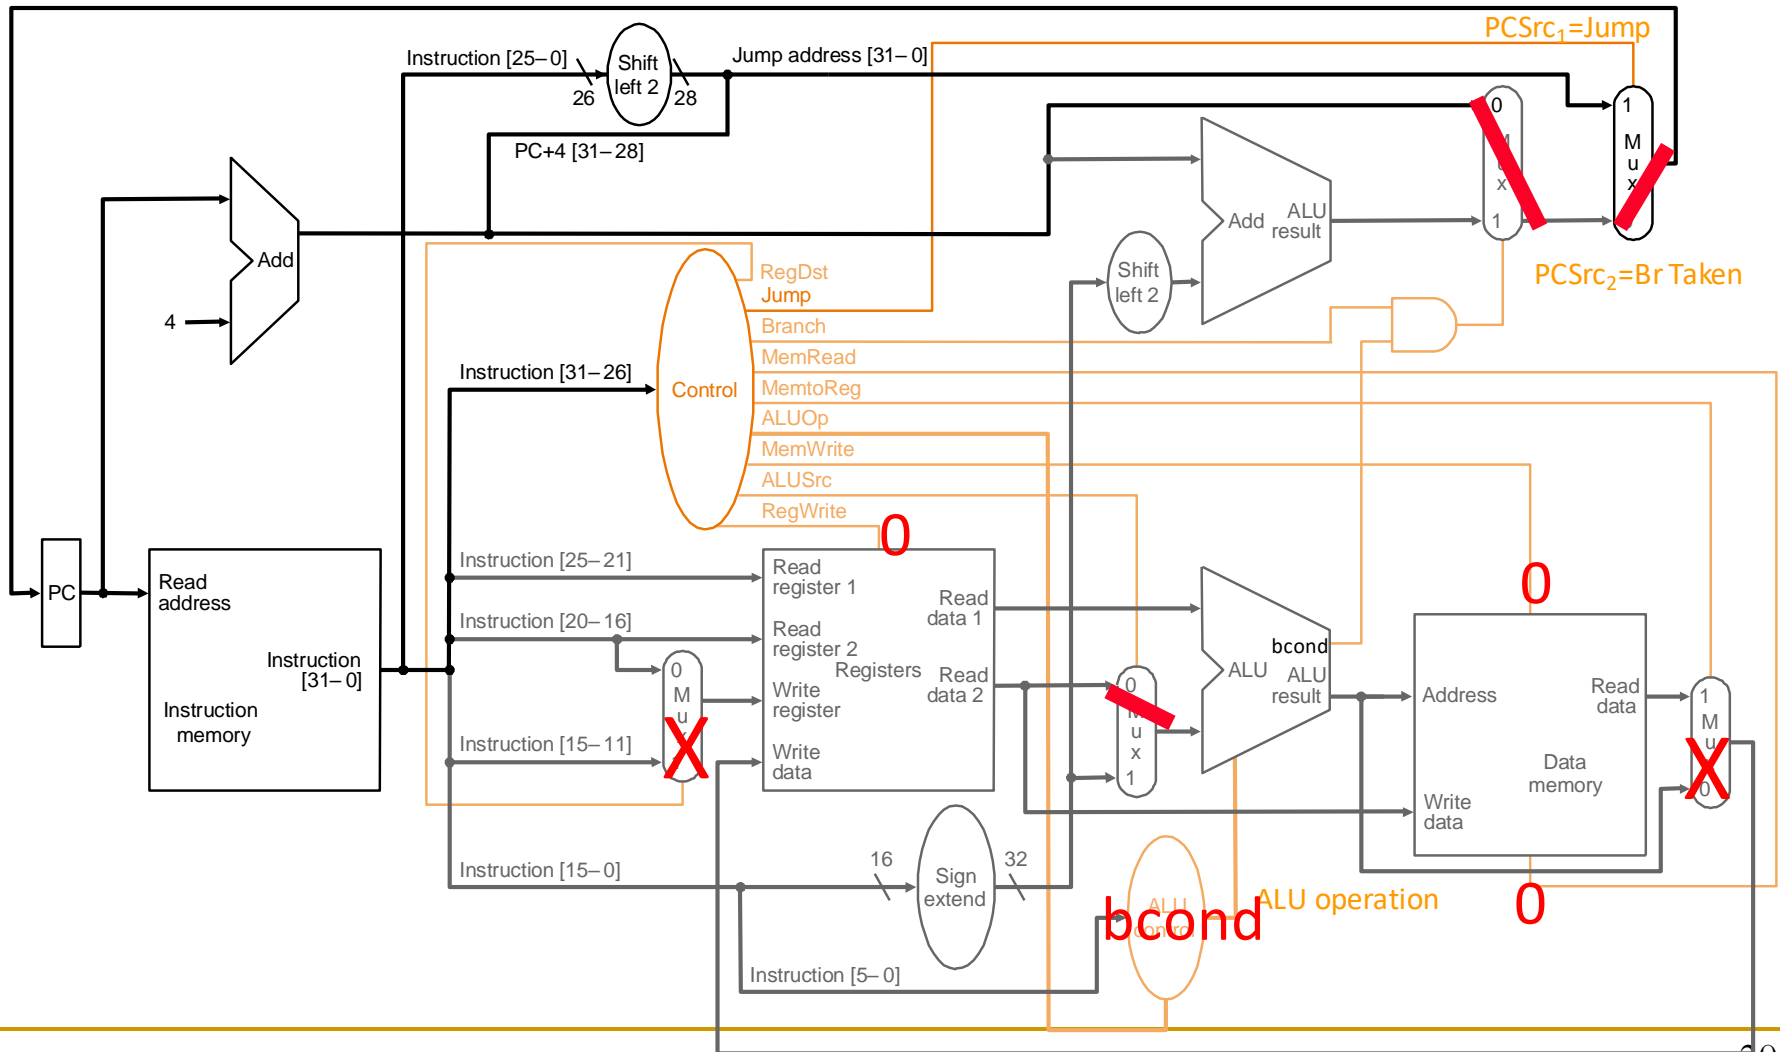 PCSrc1=Jump
Instruction [25–0]
Shift
left 2
Jump address [31–0]
26
28
0
M
u
x
1
1
M
u
x
PC+4 [31–28]
Add
ALU
result
Add
4
Shift
left 2
PCSrc2=Br Taken
RegDst
Jump
Branch
MemRead
MemtoReg
ALUOp
MemWrite
ALUSrc
RegWrite
Instruction [31–26]
Control
0
PC
Read
address
Instruction
[31–0]
Instruction
memory
Instruction [25–21]
Instruction [20–16]
Instruction [15–11]
Instruction [15–0]
Instruction [5–0]
0
M
u
X
Read
register 1
Read
register 2
Registers
Write
register
Write
data
Read
data 1
Read
data 2
0
M
u
x
1
bcond
ALU
ALU
result
0
Address
Read
data
Data
memory
Write
data
1
M
u
X
0
16
Sign
extend
32
ALU
control
bcond
ALU operation
0